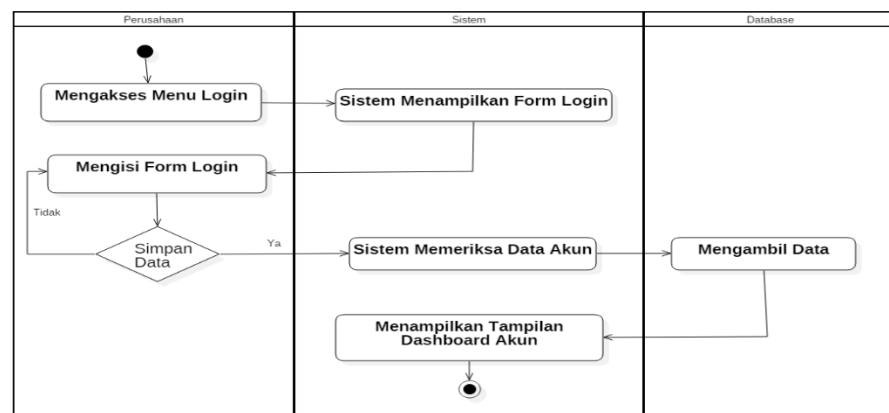 Perusahaan
Sistem
Database
Mengakses Menu Login
Sistem Menampilkan Form Login
Mengisi Form Login
Tidak
Simpan
Data
Ya
Sistem Memeriksa Data Akun
Mengambil Data
Menampilkan Tampilan
Dashboard Akun